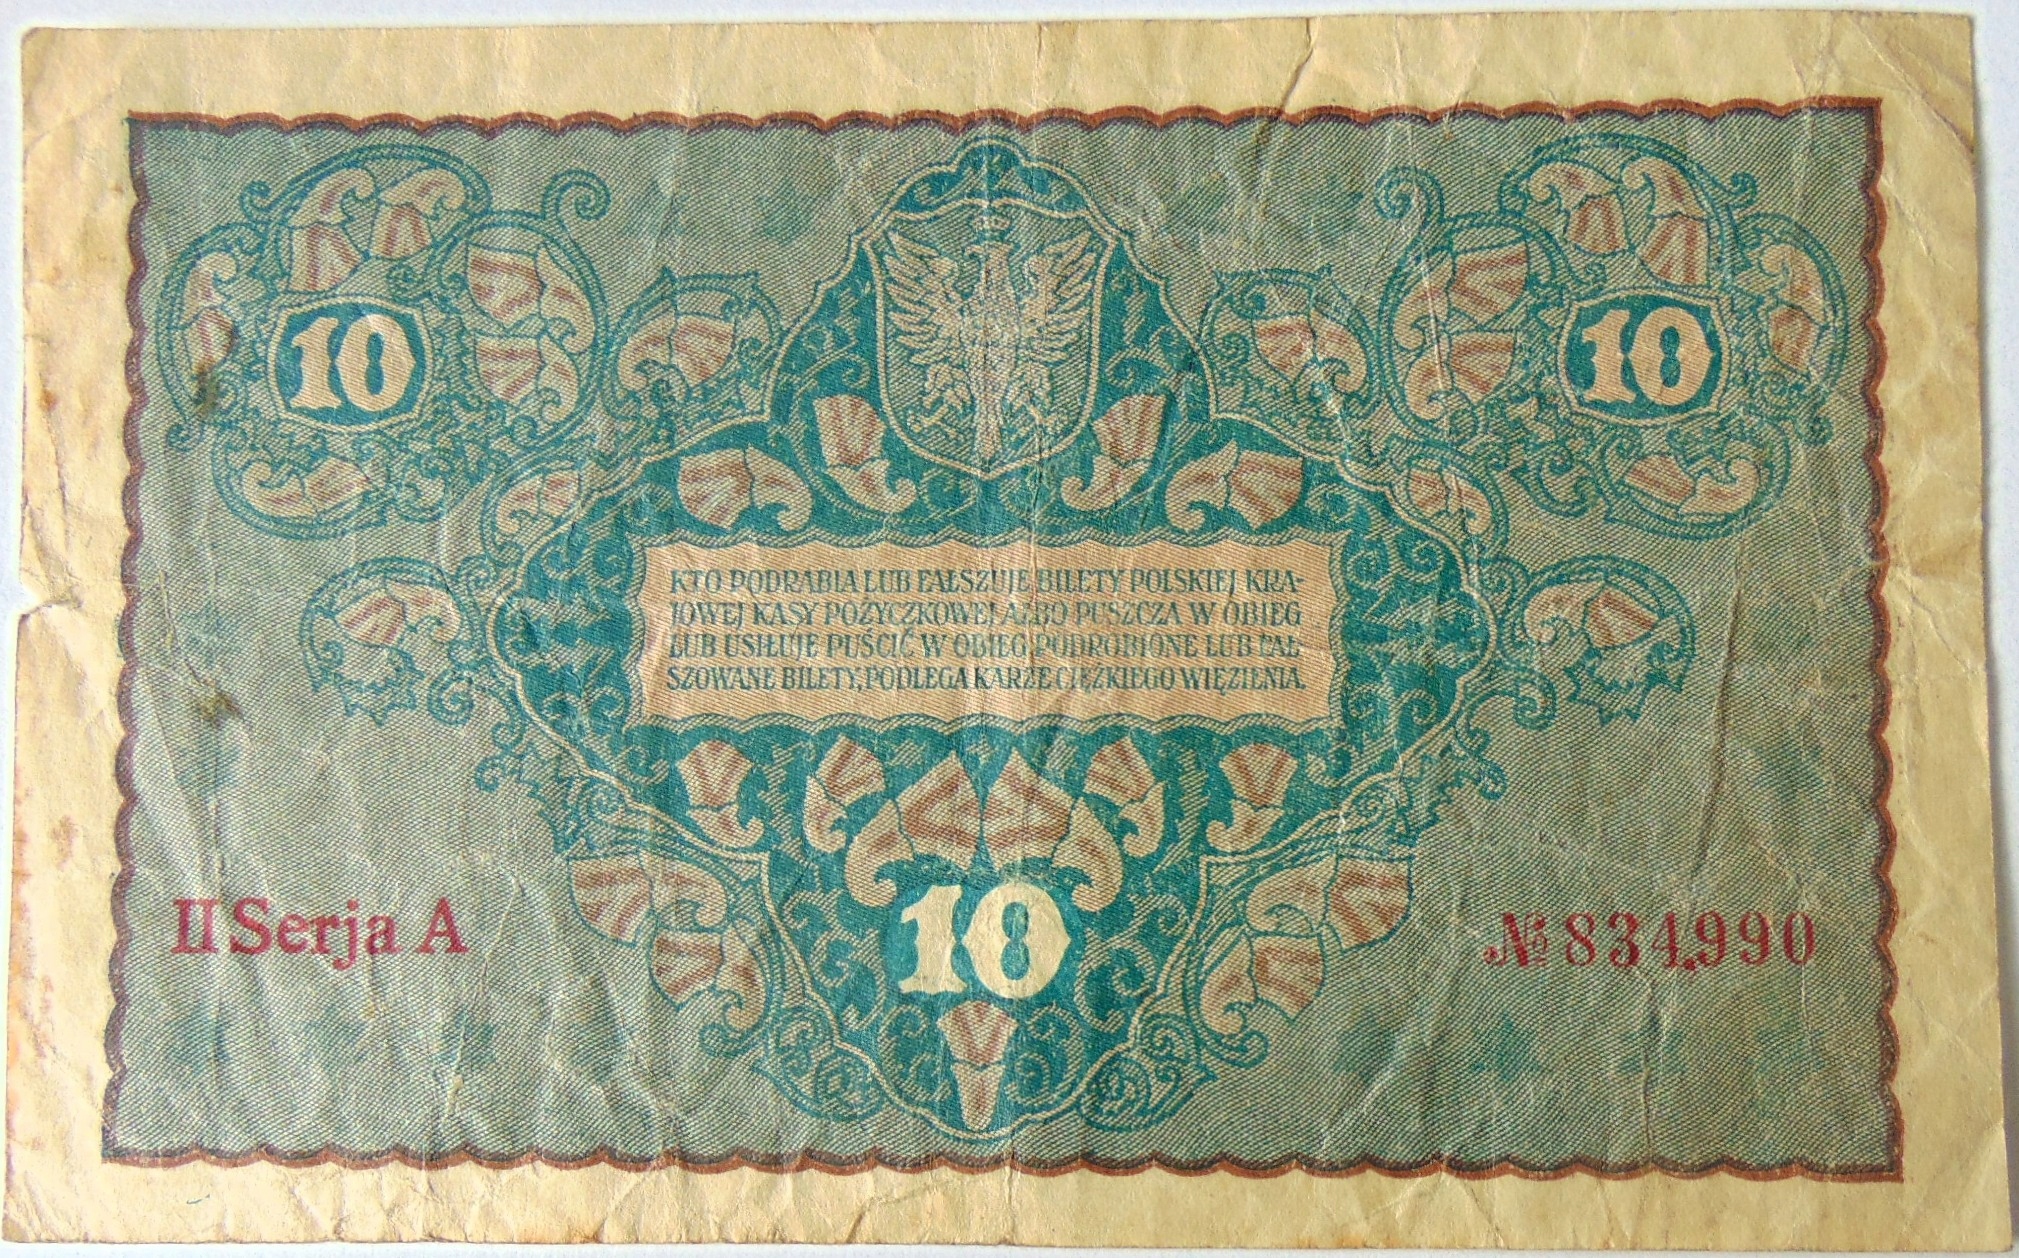 10
10
KTO PODRABIA LUB FAŁSZUJE BILETY POLSKIEJ KRA-
JOWEJ KASY POŻYCZKOWEJ ALBO PUSZCZA W OBIEG
LUB USIŁUJE PUŚCIĆ W OBIEG PODROBIONE LUB FAŁ-
SZOWANE BILETY, PODLEGA KARZE CIĘŻKIEGO WIĘZIENIA.
10
II Serja A
№ 834,990